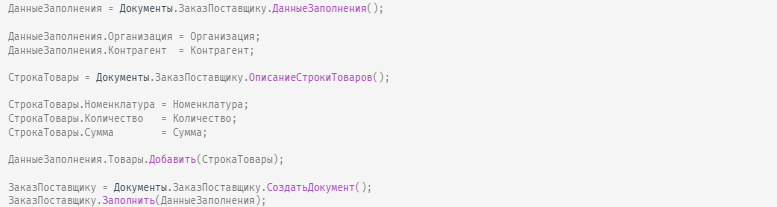 ДанныеЗаполнения = Документы.ЗаказПоставщику.ДанныеЗаполнения();
ДанныеЗаполнения.Организация = Организация;
ДанныеЗаполнения.Контрагент  = Контрагент;
СтрокаТовары = Документы.ЗаказПоставщику.ОписаниеСтрокиТоваров();
СтрокаТовары.Номенклатура = Номенклатура;
СтрокаТовары.Количество   = Количество;
СтрокаТовары.Сумма        = Сумма;
ДанныеЗаполнения.Товары.Добавить(СтрокаТовары);
ЗаказПоставщику = Документы.ЗаказПоставщику.СоздатьДокумент();
ЗаказПоставщику.Заполнить(ДанныеЗаполнения);